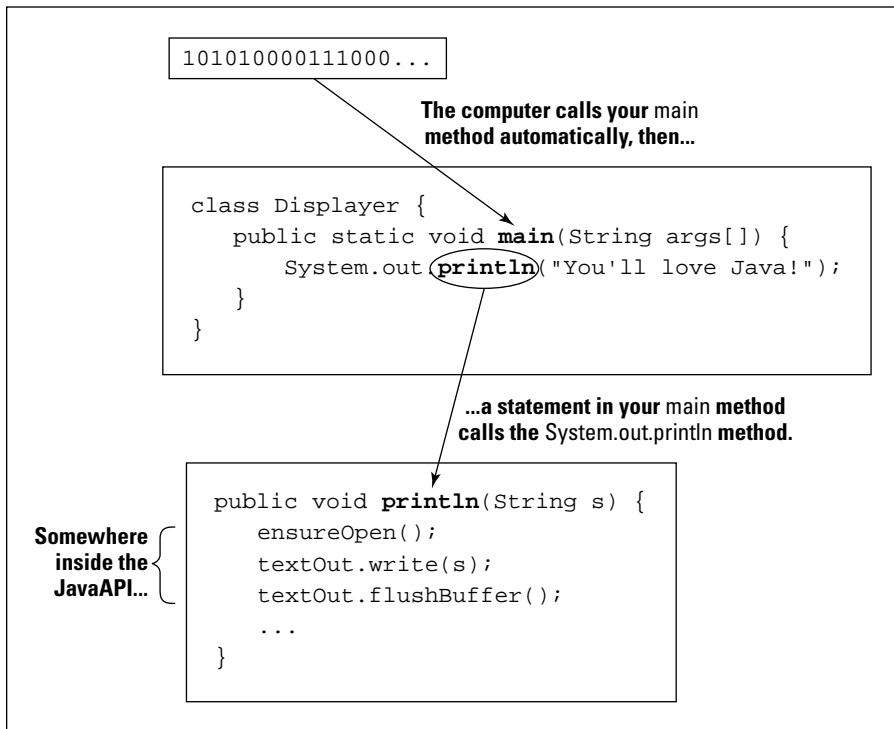 101010000111000...
The computer calls your main
method automatically, then...
class Displayer {
public static void main(String args[]) {
System.out.println("You'll love Java!");
}
}
...a statement in your main method
calls the System.out.println method.
public void println(String s) {
Somewhere
inside the
JavaAPI...
ensureOpen();
textOut.write(s);
textOut.flushBuffer();
...
}